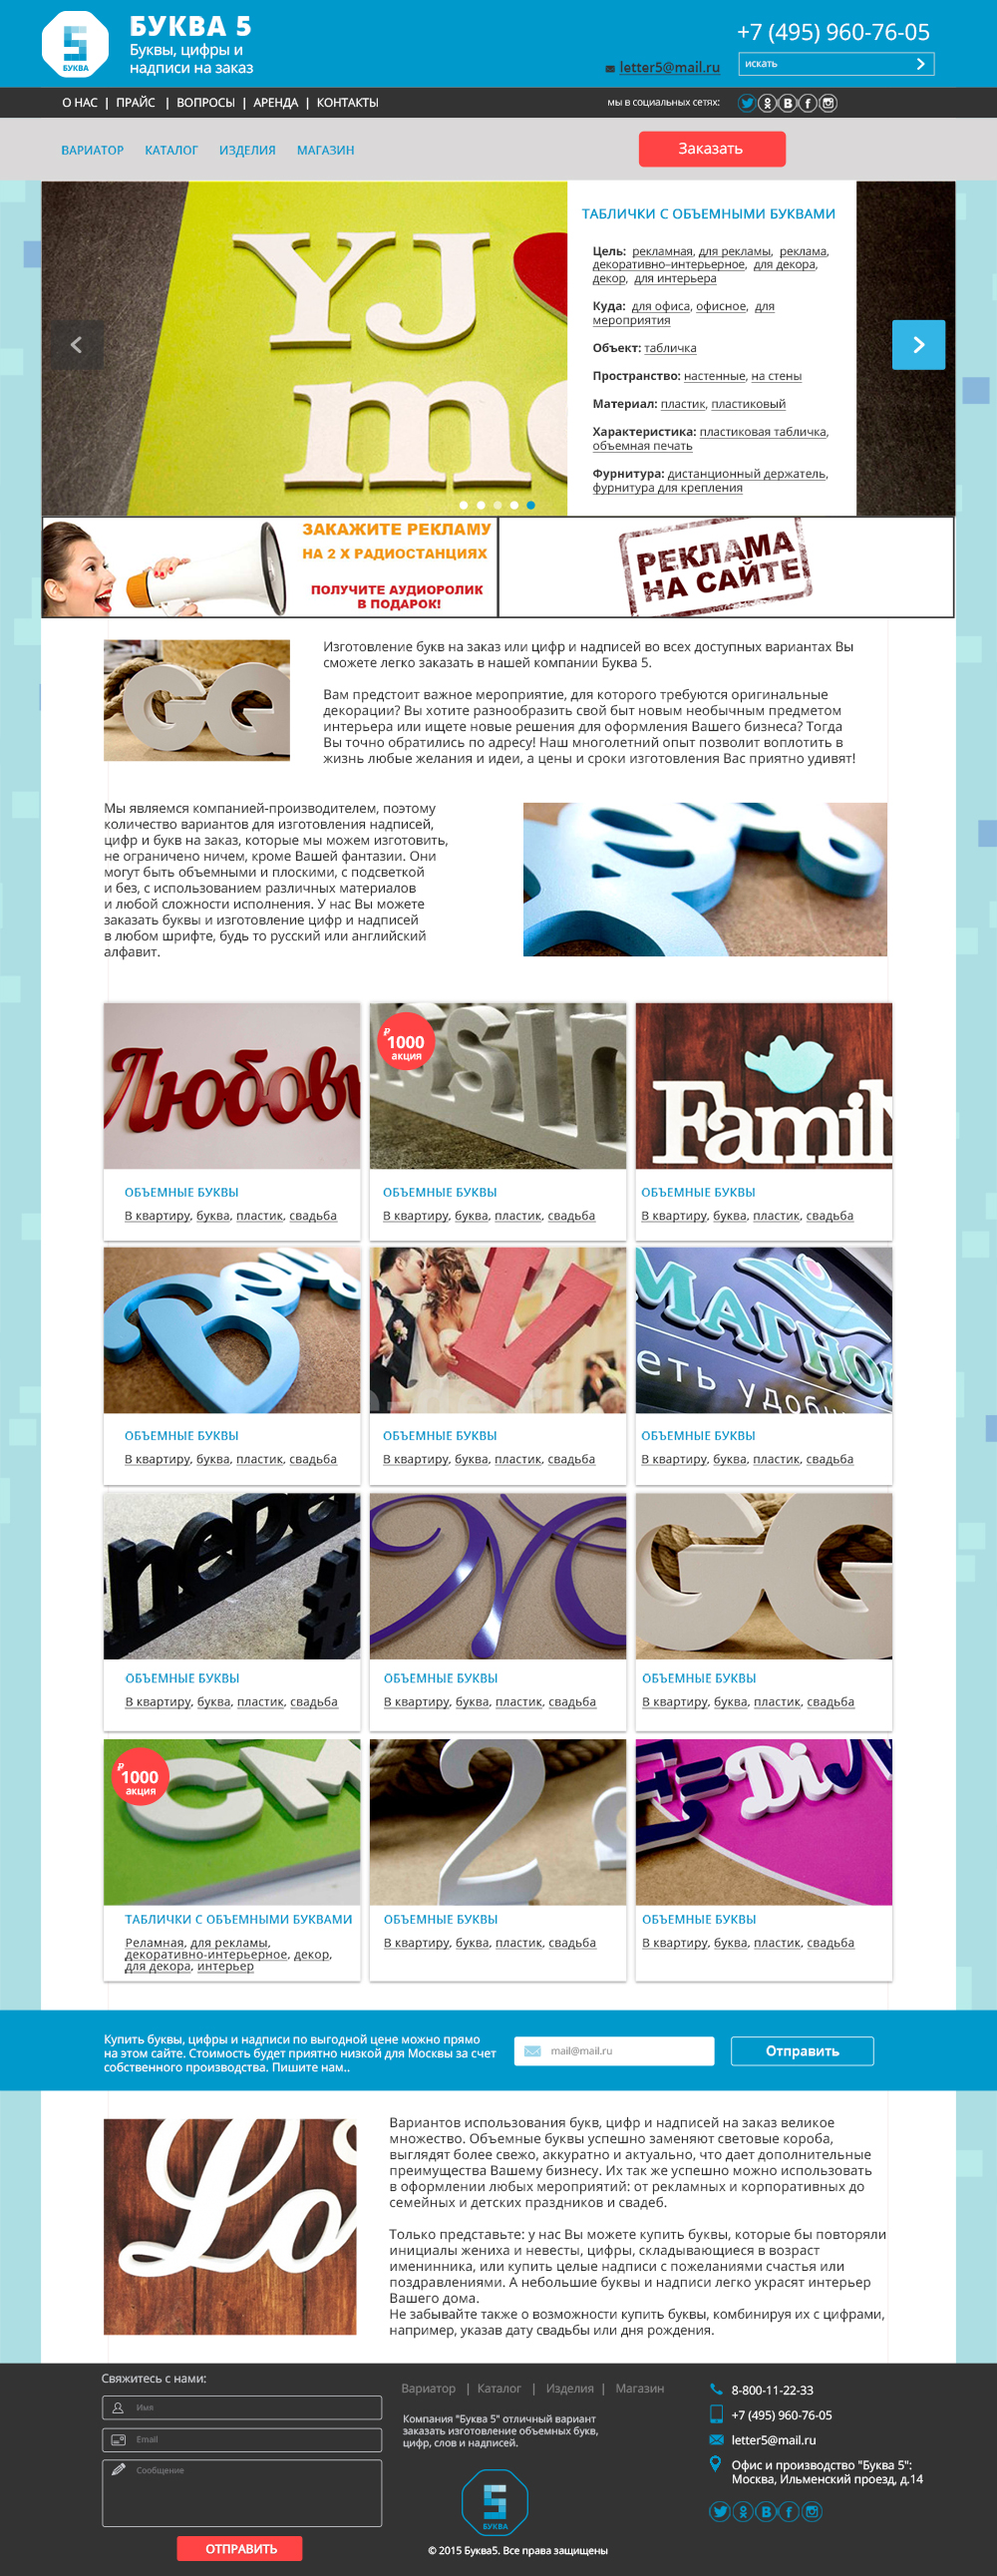 БУКВА 5
Буквы, цифры и
надписи на заказ
БУКВА
+7 (495) 960-76-05
letter5@mail.ru
искать
О НАС | ПРАЙС | ВОПРОСЫ | АРЕНДА | КОНТАКТЫ
мы в социальных сетях:
ВАРИАТОР КАТАЛОГ ИЗДЕЛИЯ МАГАЗИН
Заказать
YJ
mo
ТАБЛИЧКИ С ОБЪЕМНЫМИ БУКВАМИ
Цель: рекламная, для рекламы, реклама,
декоративно–интерьерное, для декора,
декор, для интерьера
Куда: для офиса, офисное, для
мероприятия
Объект: табличка
Пространство: настенные, на стены
Материал: пластик, пластиковый
Характеристика: пластиковая табличка,
объемная печать
Фурнитура: дистанционный держатель,
фурнитура для крепления
ЗАКАЖИТЕ РЕКЛАМУ
НА 2 Х РАДИОСТАНЦИЯХ
ПОЛУЧИТЕ АУДИОРОЛИК
В ПОДАРОК!
РЕКЛАМА
НА САЙТЕ
GQ
Изготовление букв на заказ или цифр и надписей во всех доступных вариантах Вы
сможете легко заказать в нашей компании Буква 5.
Вам предстоит важное мероприятие, для которого требуются оригинальные
декорации? Вы хотите разнообразить свой быт новым необычным предметом
интерьера или ищете новые решения для оформления Вашего бизнеса? Тогда
Вы точно обратились по адресу! Наш многолетний опыт позволит воплотить в
жизнь любые желания и идеи, а цены и сроки изготовления Вас приятно удивят!
Мы являемся компанией-производителем, поэтому
количество вариантов для изготовления надписей,
цифр и букв на заказ, которые мы можем изготовить,
не ограничено ничем, кроме Вашей фантазии. Они
могут быть объемными и плоскими, с подсветкой
и без, с использованием различных материалов
и любой сложности исполнения. У нас Вы можете
заказать буквы и изготовление цифр и надписей
в любом шрифте, будь то русский или английский
алфавит.
Любовь
₽
1000
акция
Famil
ОБЪЕМНЫЕ БУКВЫ
В квартиру, буква, пластик, свадьба
ОБЪЕМНЫЕ БУКВЫ
В квартиру, буква, пластик, свадьба
ОБЪЕМНЫЕ БУКВЫ
В квартиру, буква, пластик, свадьба
V
МАГНО
еть удобн
ОБЪЕМНЫЕ БУКВЫ
В квартиру, буква, пластик, свадьба
ОБЪЕМНЫЕ БУКВЫ
В квартиру, буква, пластик, свадьба
ОБЪЕМНЫЕ БУКВЫ
В квартиру, буква, пластик, свадьба
#
GQ
ОБЪЕМНЫЕ БУКВЫ
В квартиру, буква, пластик, свадьба
ОБЪЕМНЫЕ БУКВЫ
В квартиру, буква, пластик, свадьба
ОБЪЕМНЫЕ БУКВЫ
В квартиру, буква, пластик, свадьба
₽
1000
акция
СМ
2
ТАБЛИЧКИ С ОБЪЕМНЫМИ БУКВАМИ
Реламная, для рекламы,
декоративно-интерьерное, декор,
для декора, интерьер
ОБЪЕМНЫЕ БУКВЫ
В квартиру, буква, пластик, свадьба
ОБЪЕМНЫЕ БУКВЫ
В квартиру, буква, пластик, свадьба
Купить буквы, цифры и надписи по выгодной цене можно прямо
на этом сайте. Стоимость будет приятно низкой для Москвы за счет
собственного производства. Пишите нам..
mail@mail.ru
Отправить
Lo
Вариантов использования букв, цифр и надписей на заказ великое
множество. Объемные буквы успешно заменяют световые короба,
выглядят более свежо, аккуратно и актуально, что дает дополнительные
преимущества Вашему бизнесу. Их так же успешно можно использовать
в оформлении любых мероприятий: от рекламных и корпоративных до
семейных и детских праздников и свадеб.
Только представьте: у нас Вы можете купить буквы, которые бы повторяли
инициалы жениха и невесты, цифры, складывающиеся в возраст
именинника, или купить целые надписи с пожеланиями счастья или
поздравлениями. А небольшие буквы и надписи легко украсят интерьер
Вашего дома.
Не забывайте также о возможности купить буквы, комбинируя их с цифрами,
например, указав дату свадьбы или дня рождения.
Свяжитесь с нами:
Имя
Email
Сообщение
ОТПРАВИТЬ
Вариатор | Каталог | Изделия | Магазин
Компания "Буква 5" отличный вариант
заказать изготовление объемных букв,
цифр, слов и надписей.
БУКВА
© 2015 Буква5. Все права защищены
8-800-11-22-33
+7 (495) 960-76-05
letter5@mail.ru
Офис и производство "Буква 5":
Москва, Ильменский проезд, д.14